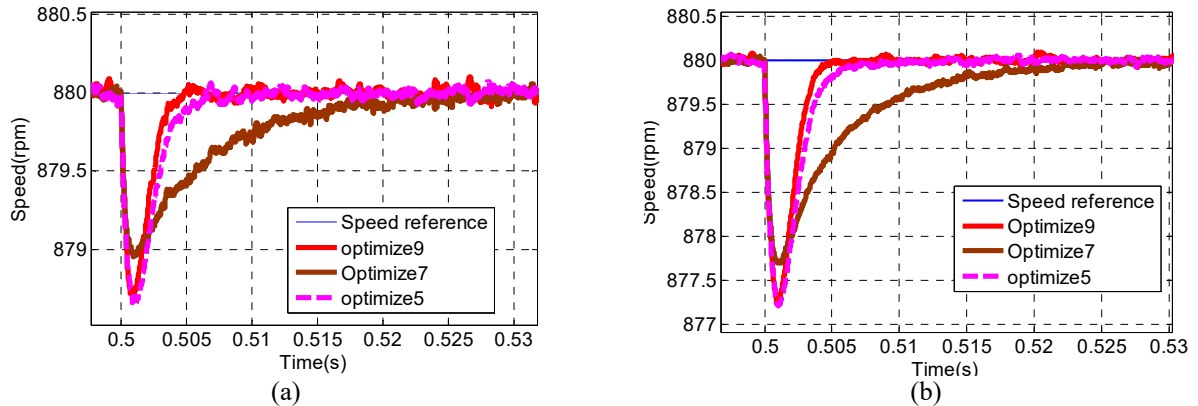 880.5
880
879.5
879
Speed(rpm)
Speed reference
optimize9
Optimize7
optimize5
0.5 0.505 0.51 0.515 0.52 0.525 0.53
Time(s)
(a)
880.5
880
879.5
879
878.5
878
877.5
877
Speed(rpm)
Speed reference
Optimize9
Optimize7
optimize5
0.5 0.505 0.51 0.515 0.52 0.525 0.53
Time(s)
(b)